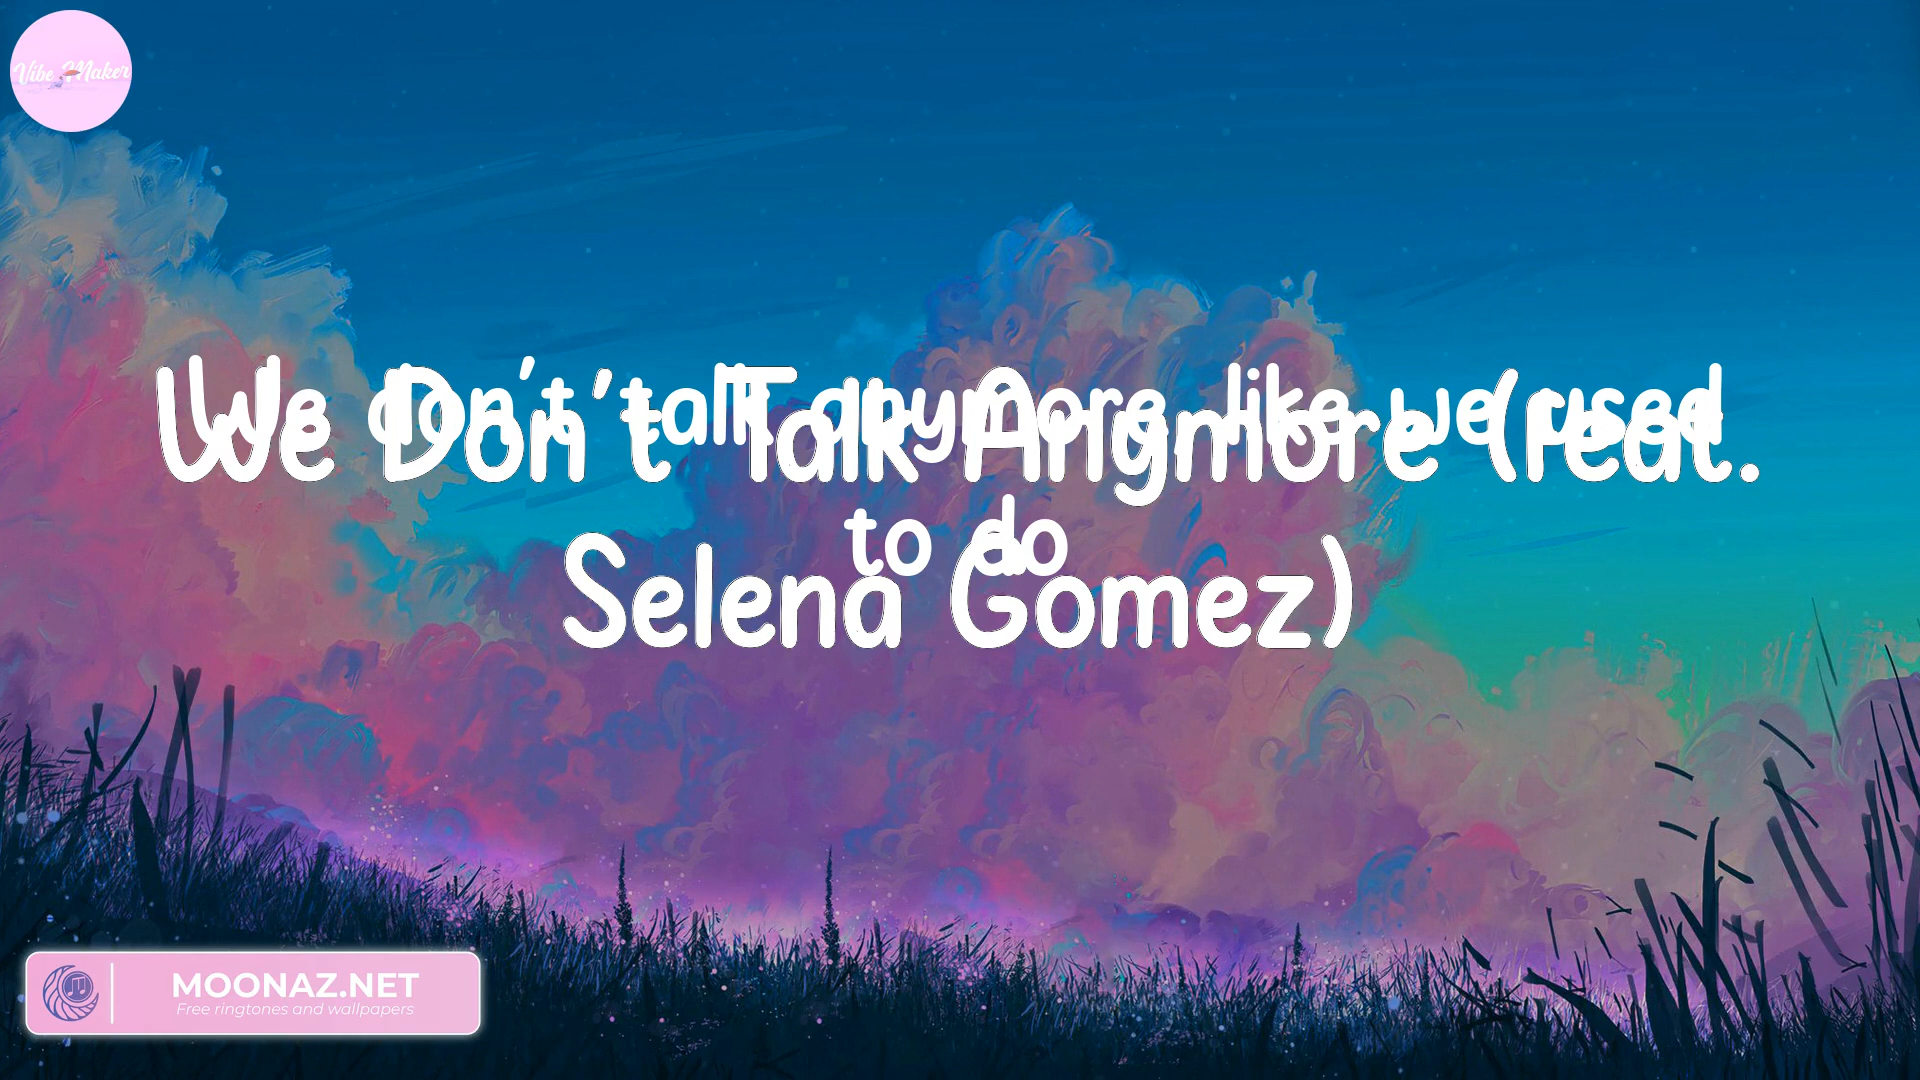 Vibe Maker
We don't talk anymore, like we used
to do
We Don't Talk Anymore (feat.
Selena Gomez)
MOONAZ.NET
Free ringtones and wallpapers